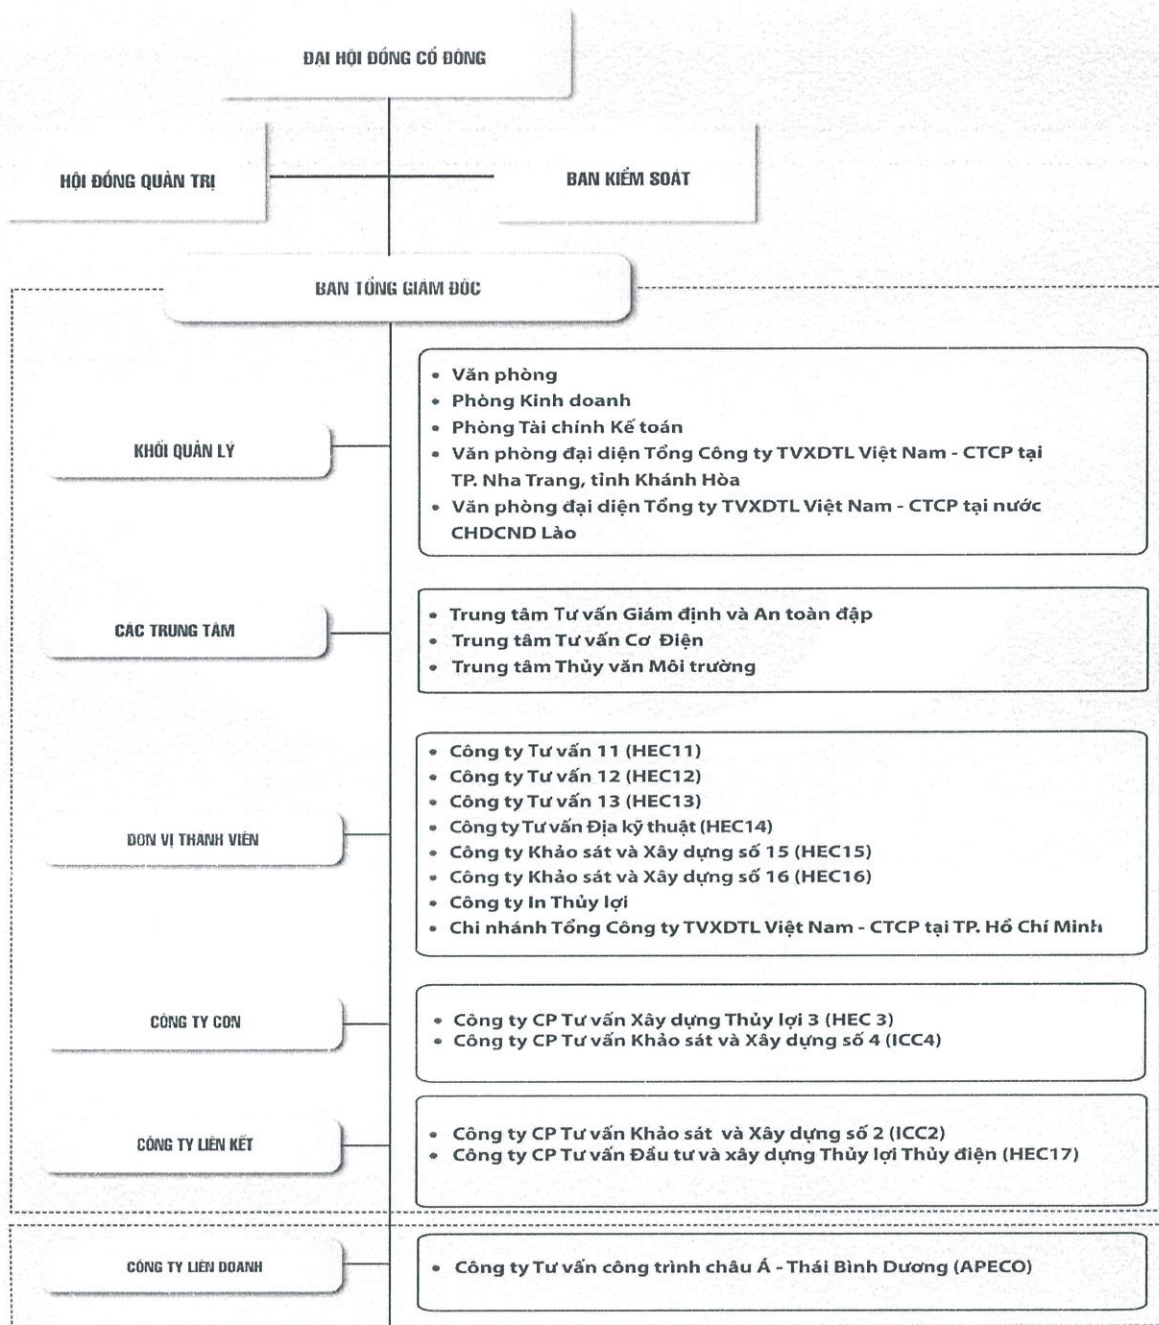 ĐẠI HỘI ĐỒNG CỔ ĐÔNG
HỘI ĐỒNG QUẢN TRỊ
BAN KIỂM SOÁT
BAN TỔNG GIÁM ĐỐC
KHỐI QUẢN LÝ
• Văn phòng
• Phòng Kinh doanh
• Phòng Tài chính Kế toán
• Văn phòng đại diện Tổng Công ty TVXDTL Việt Nam - CTCP tại
TP. Nha Trang, tỉnh Khánh Hòa
• Văn phòng đại diện Tổng ty TVXDTL Việt Nam - CTCP tại nước
CHDCND Lào
CÁC TRUNG TÂM
• Trung tâm Tư vấn Giám định và An toàn đập
• Trung tâm Tư vấn Cơ Điện
• Trung tâm Thủy văn Môi trường
ĐƠN VỊ THÀNH VIÊN
• Công ty Tư vấn 11 (HEC11)
• Công ty Tư vấn 12 (HEC12)
• Công ty Tư vấn 13 (HEC13)
• Công ty Tư vấn Địa kỹ thuật (HEC14)
• Công ty Khảo sát và Xây dựng số 15 (HEC15)
• Công ty Khảo sát và Xây dựng số 16 (HEC16)
• Công ty In Thủy lợi
• Chi nhánh Tổng Công ty TVXDTL Việt Nam - CTCP tại TP. Hồ Chí Minh
CÔNG TY CON
• Công ty CP Tư vấn Xây dựng Thủy lợi 3 (HEC 3)
• Công ty CP Tư vấn Khảo sát và Xây dựng số 4 (ICC4)
CÔNG TY LIÊN KẾT
• Công ty CP Tư vấn Khảo sát và Xây dựng số 2 (ICC2)
• Công ty CP Tư vấn Đầu tư và xây dựng Thủy lợi Thủy điện (HEC17)
CÔNG TY LIÊN DOANH
• Công ty Tư vấn công trình châu Á - Thái Bình Dương (APECO)